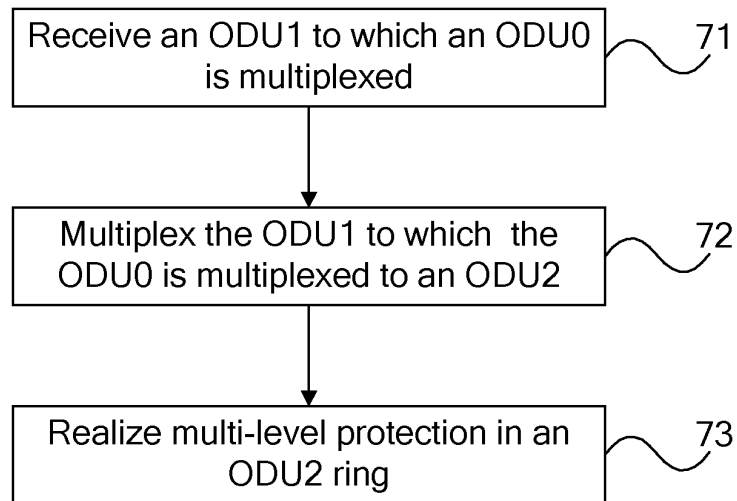 Receive an ODU1 to which an ODU0
is multiplexed
71
Multiplex the ODU1 to which the
ODU0 is multiplexed to an ODU2
72
Realize multi-level protection in an
ODU2 ring
73